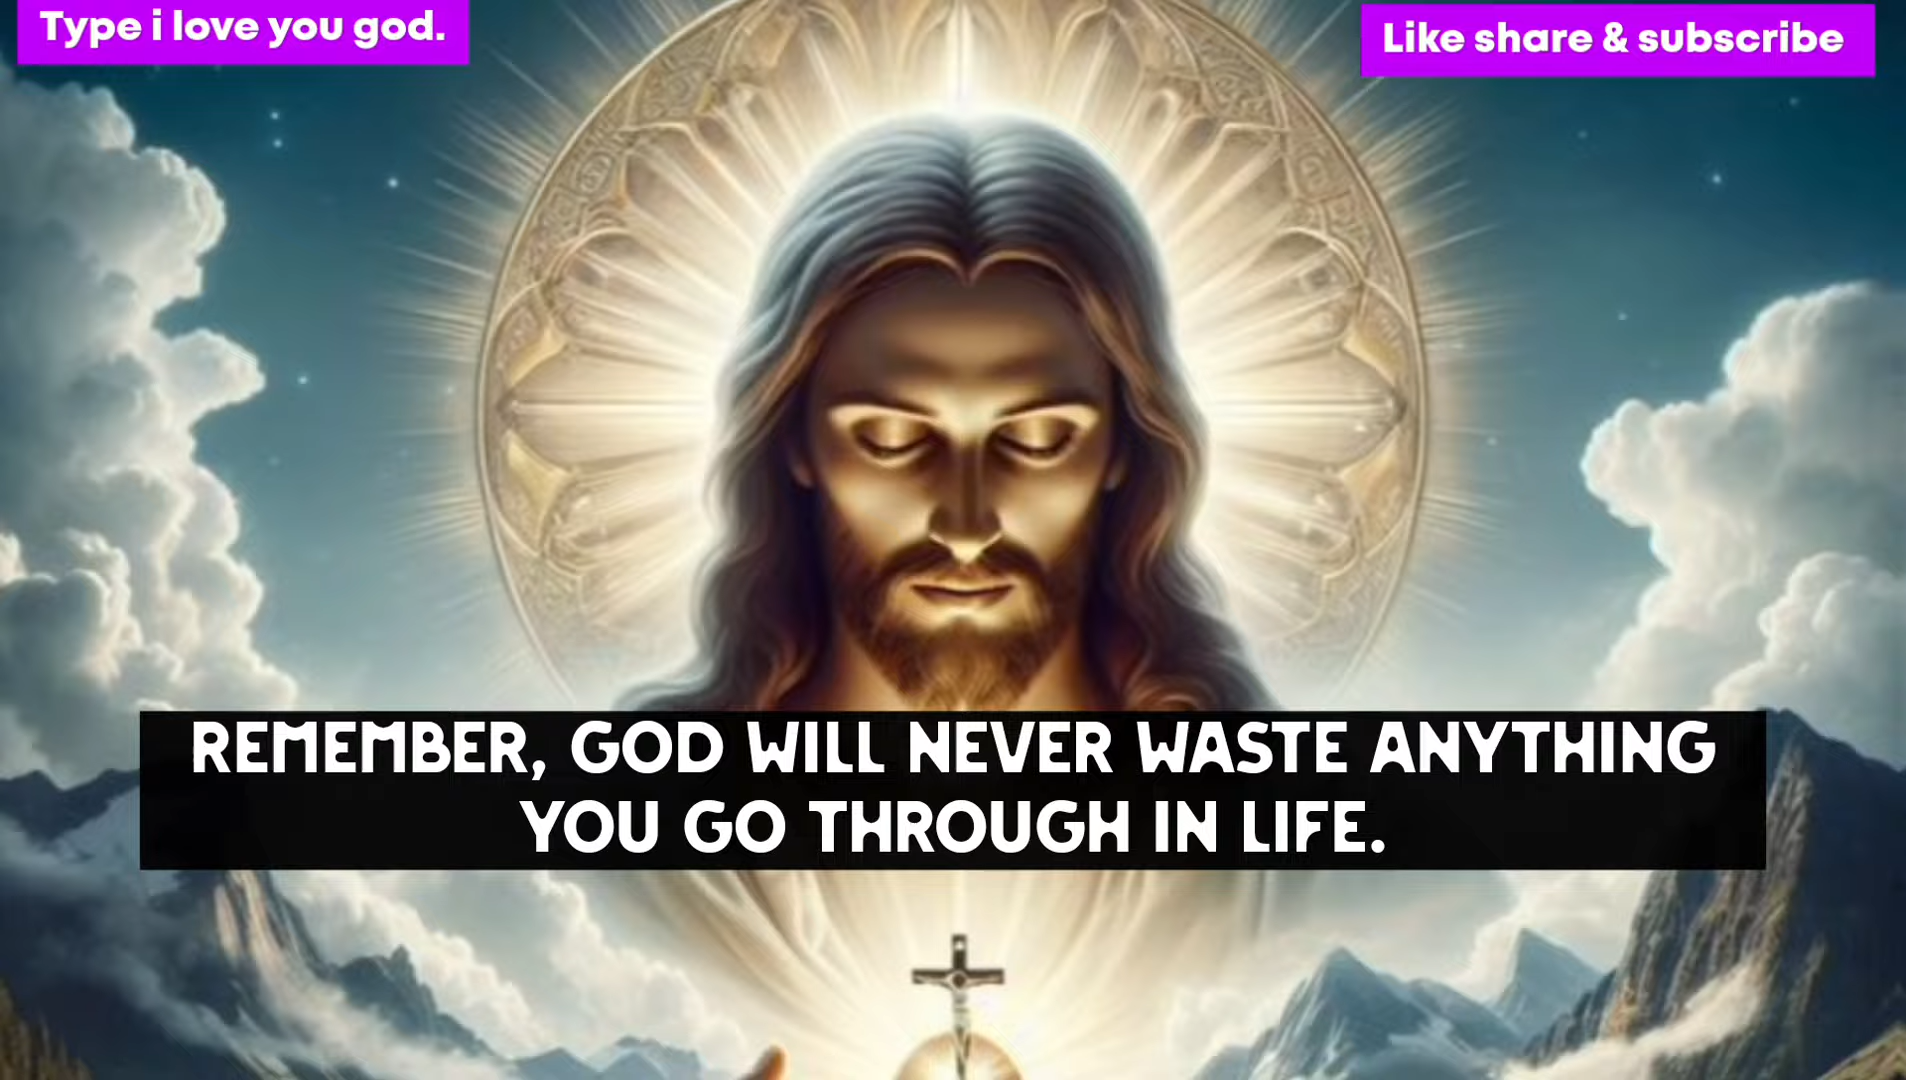 Type i love you god.
Like share & subscribe
REMEMBER, GOD WILL NEVER WASTE ANYTHING
YOU GO THROUGH IN LIFE.